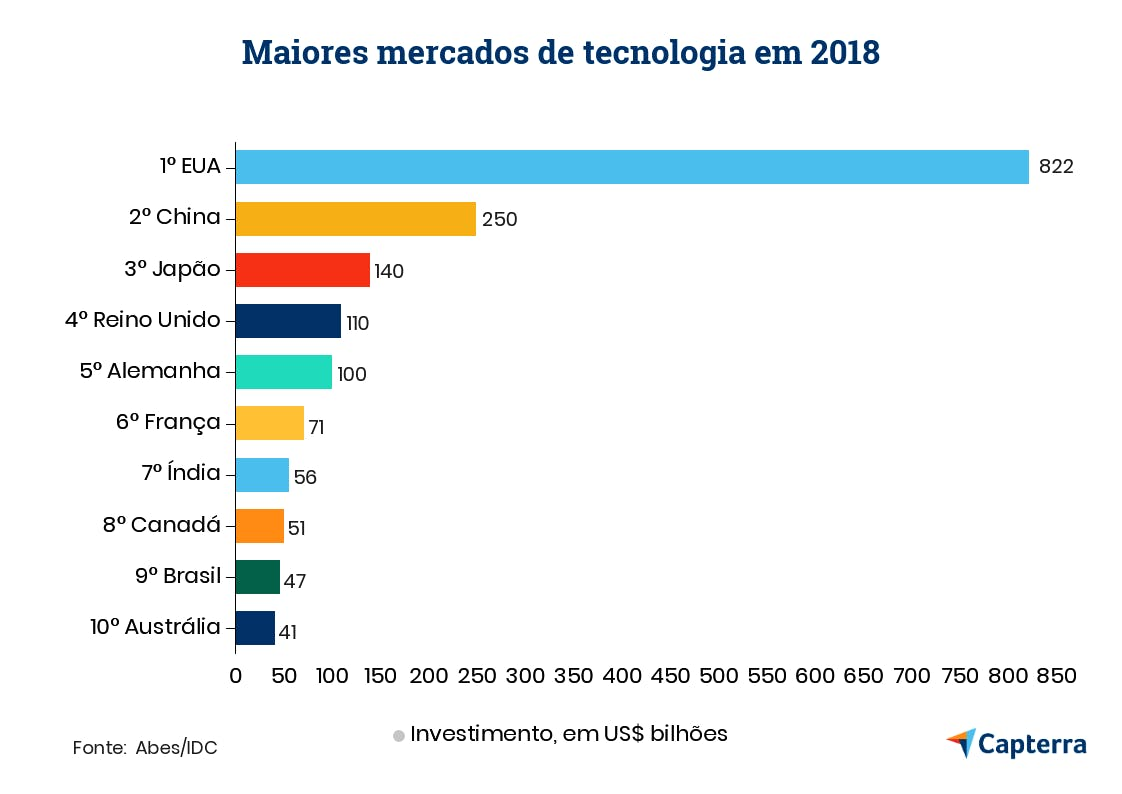 Maiores mercados de tecnologia em 2018
1º EUA 822
2º China 250
3º Japão 140
4º Reino Unido 110
5º Alemanha 100
6º França 71
7º Índia 56
8º Canadá 51
9º Brasil 47
10º Austrália 41
0 50 100 150 200 250 300 350 400 450 500 550 600 650 700 750 800 850
Investimento, em US$ bilhões
Fonte: Abes/IDC
Capterra